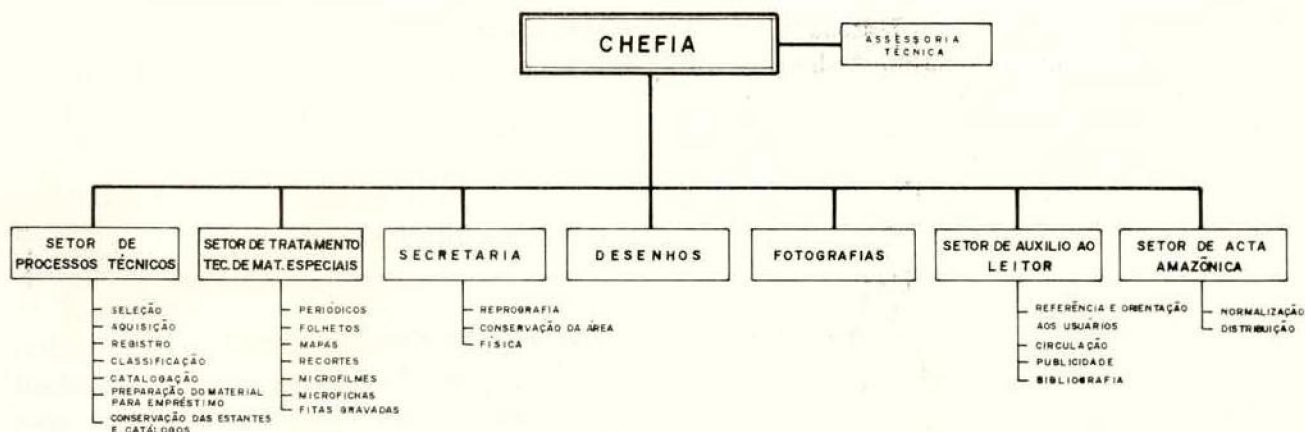 CHEFIA
ASSESSORIA
TÉCNICA
SETOR DE
PROCESSOS TÉCNICOS
SELEÇÃO
AQUISIÇÃO
REGISTRO
CLASSIFICAÇÃO
CATALOGAÇÃO
PREPARAÇÃO DO MATERIAL
PARA EMPRÉSTIMO
CONSERVAÇÃO DAS ESTANTES
E CATÁLOGOS
SETOR DE TRATAMENTO
TEC. DE MAT. ESPECIAIS
PERIÓDICOS
FOLHETOS
MAPAS
RECORTES
MICROFILMES
MICROFICHAS
FITAS GRAVADAS
SECRETARIA
REPROGRAFIA
CONSERVAÇÃO DA ÁREA
FÍSICA
DESENHOS
FOTOGRAFIAS
SETOR DE AUXILIO AO
LEITOR
REFERÊNCIA E ORIENTAÇÃO
AOS USUÁRIOS
CIRCULAÇÃO
PUBLICIDADE
BIBLIOGRAFIA
SETOR DE ACTA
AMAZÔNICA
NORMALIZAÇÃO
DISTRIBUIÇÃO